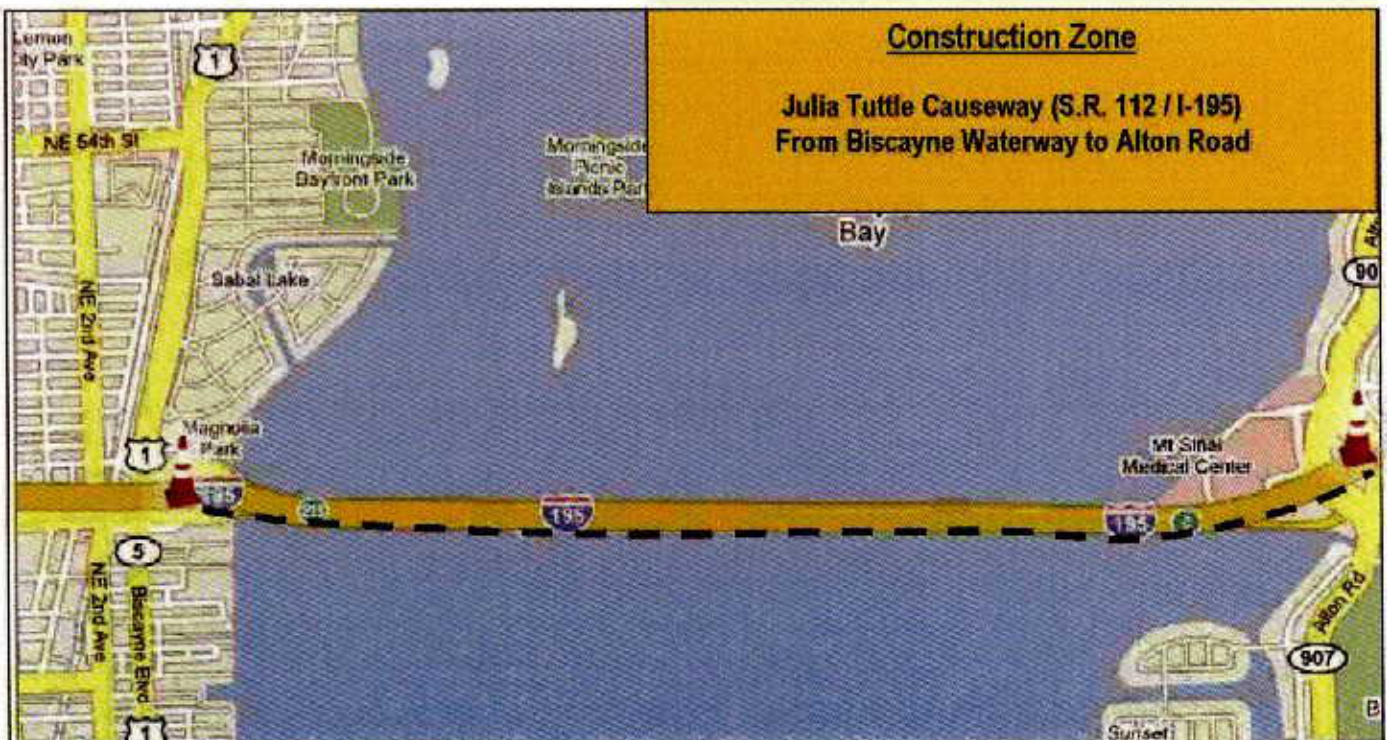 Construction Zone
Julia Tuttle Causeway (S.R. 112 / I-195)
From Biscayne Waterway to Alton Road
Lemon
City Park
1
NE 54th St
Morningside
Bayfront Park
Morningside
Picnic
Islands Park
Bay
Sabal Lake
NE 2nd Ave
Magnolia
Park
1
195
195
195
Mt Sinai
Medical Center
5
NE 2nd Ave
Biscayne Blvd
1
Alton Rd
907
Sunset